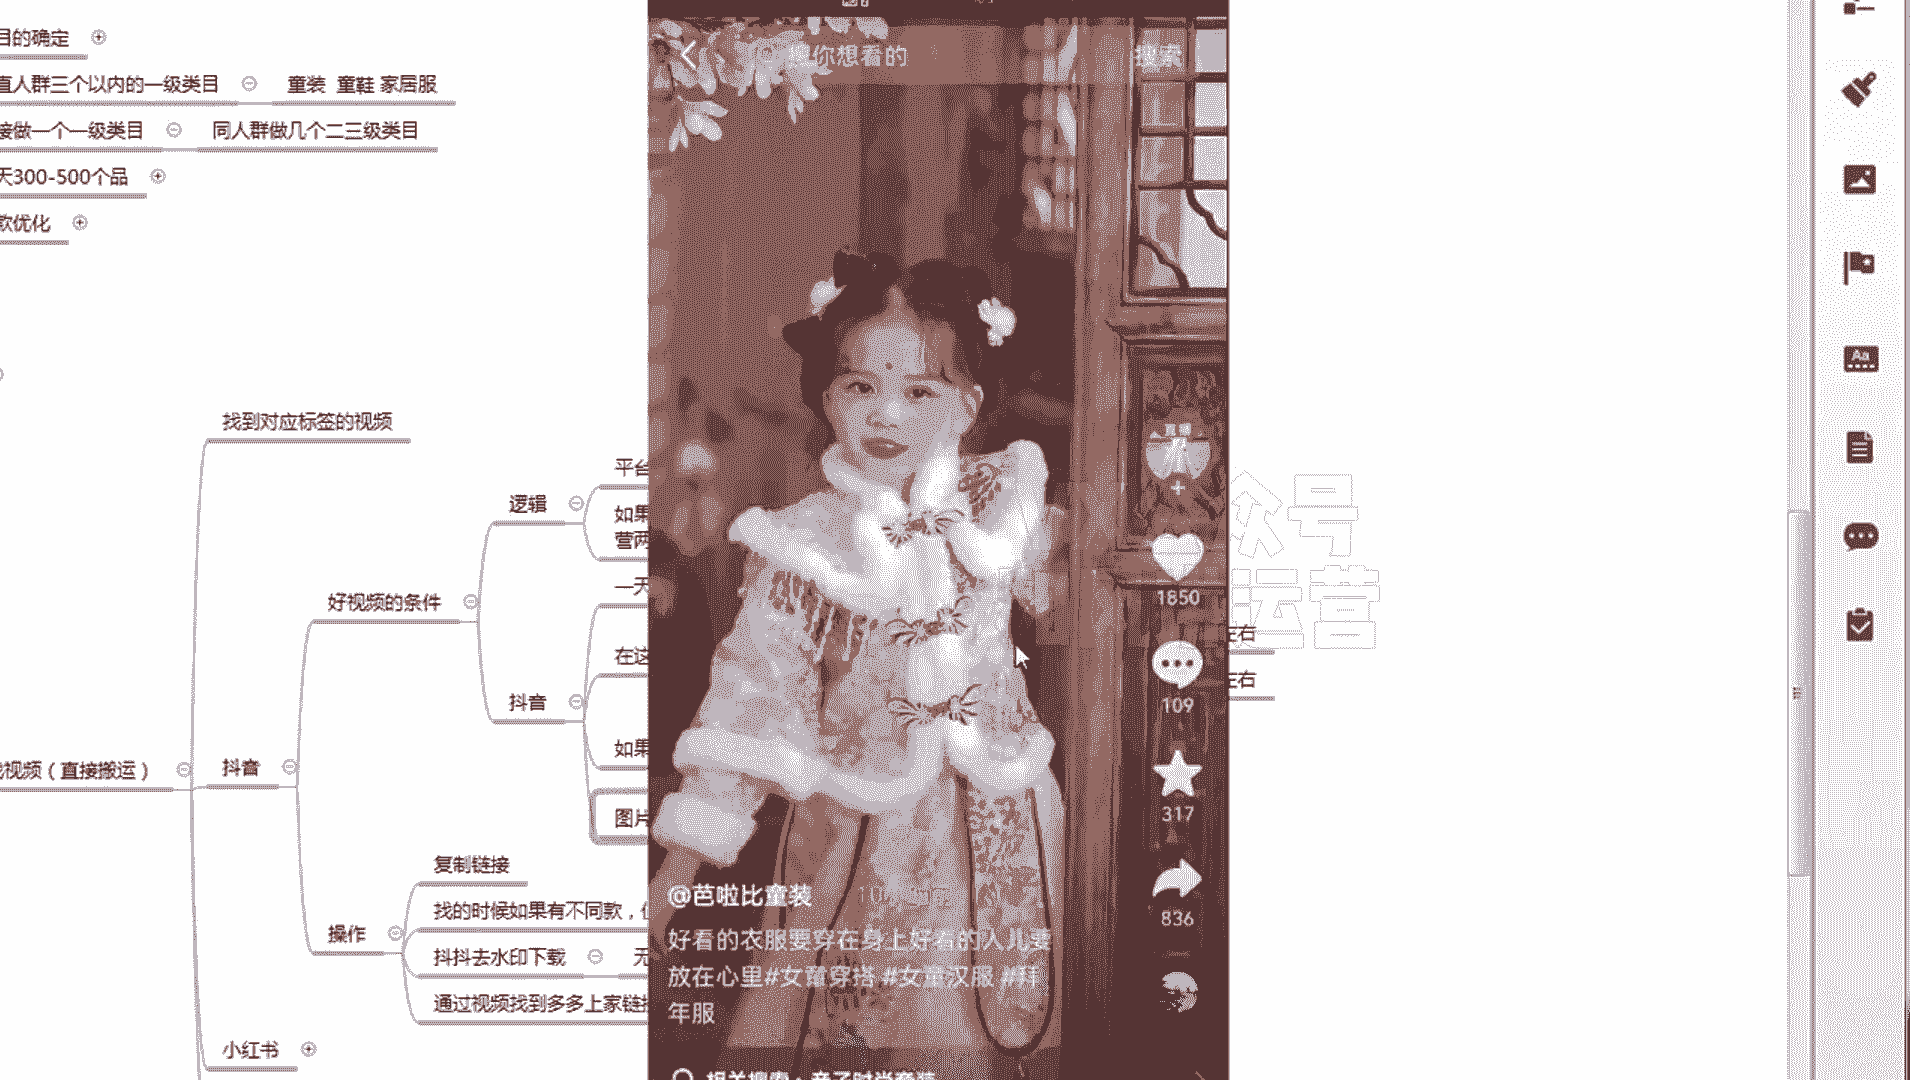 目的确定
直人群三个以内的一级类目
童装 童鞋 家居服
接做一个一级类目
同人群做几个二三级类目
天300-500个品
款优化
找到对应标签的视频
平台
逻辑
如果
营两
好视频的条件
一天
在这
抖音
如果
找视频（直接搬运）
抖音
图片
复制链接
找的时候如果有不同款，
操作
抖抖去水印下载
无
通过视频找到多多上家链接
小红书
你想看的
搜索
直播
1850
109
317
836
@芭啦比童装
好看的衣服要穿在身上好看的人儿要
放在心里#女童穿搭 #女童汉服 #拜
年服
相关搜索：亲子时尚套装
众号
运营
左右
左右
Aa